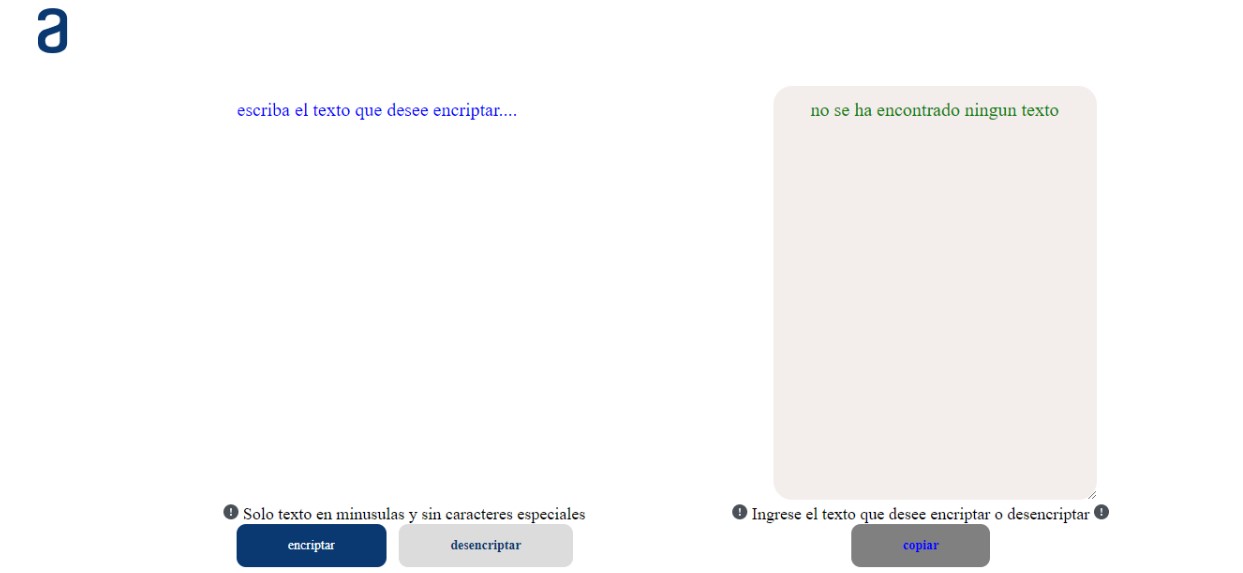 a
escriba el texto que desee encriptar....
no se ha encontrado ningun texto
Solo texto en minusulas y sin caracteres especiales
Ingrese el texto que desee encriptar o desencriptar
encriptar
desencriptar
copiar